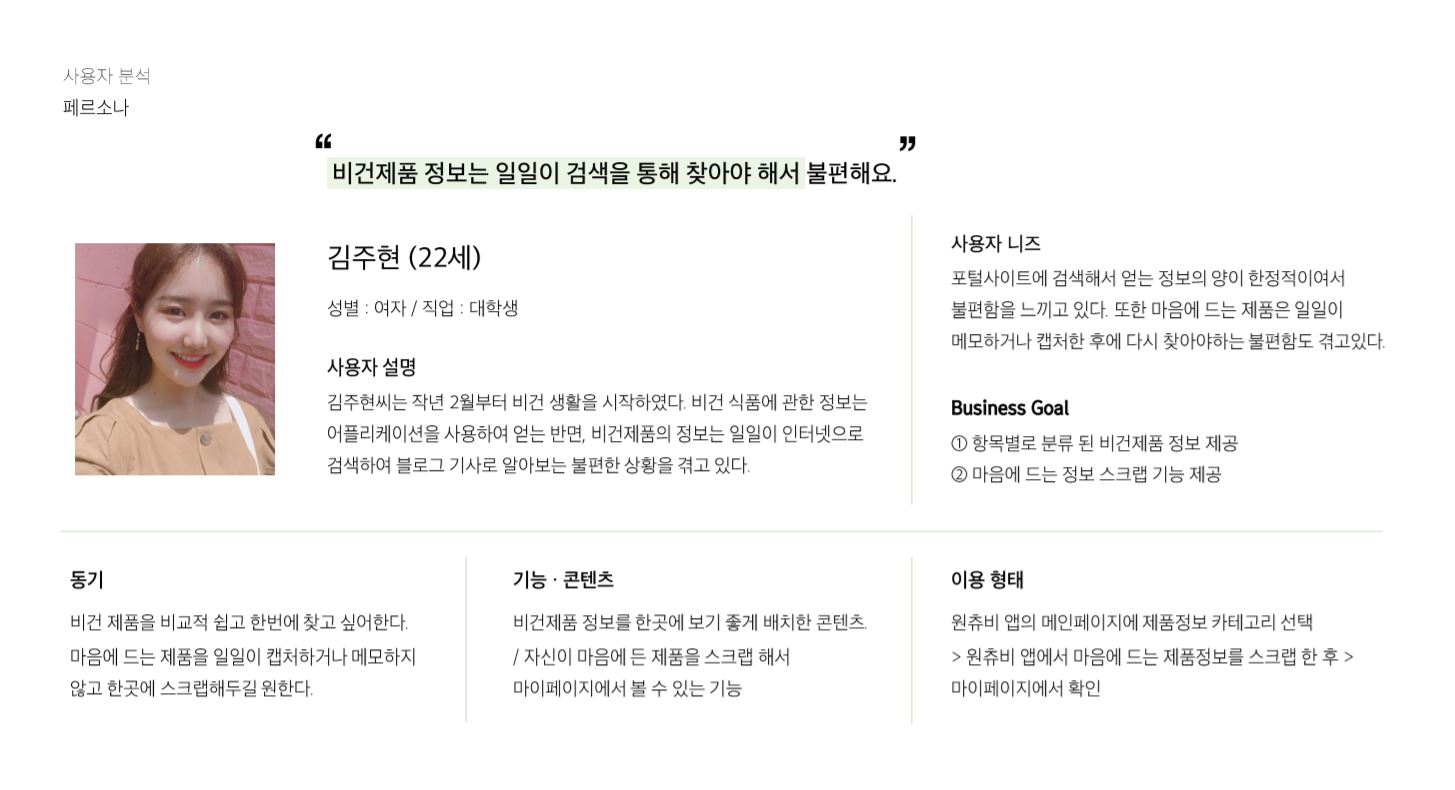 사용자 분석
페르소나
“비건제품 정보는 일일이 검색을 통해 찾아야 해서 불편해요.”
김주현 (22세)
성별 : 여자 / 직업 : 대학생
사용자 설명
김주현씨는 작년 2월부터 비건 생활을 시작하였다. 비건 식품에 관한 정보는
어플리케이션을 사용하여 얻는 반면, 비건제품의 정보는 일일이 인터넷으로
검색하여 블로그 기사로 알아보는 불편한 상황을 겪고 있다.
사용자 니즈
포털사이트에 검색해서 얻는 정보의 양이 한정적이여서
불편함을 느끼고 있다. 또한 마음에 드는 제품은 일일이
메모하거나 캡처한 후에 다시 찾아야하는 불편함도 겪고있다.
Business Goal
① 항목별로 분류 된 비건제품 정보 제공
② 마음에 드는 정보 스크랩 기능 제공
동기
비건 제품을 비교적 쉽고 한번에 찾고 싶어한다.
마음에 드는 제품을 일일이 캡처하거나 메모하지
않고 한곳에 스크랩해두길 원한다.
기능 · 콘텐츠
비건제품 정보를 한곳에 보기 좋게 배치한 콘텐츠.
/ 자신이 마음에 든 제품을 스크랩 해서
마이페이지에서 볼 수 있는 기능
이용 형태
원츄비 앱의 메인페이지에 제품정보 카테고리 선택
> 원츄비 앱에서 마음에 드는 제품정보를 스크랩 한 후 >
마이페이지에서 확인